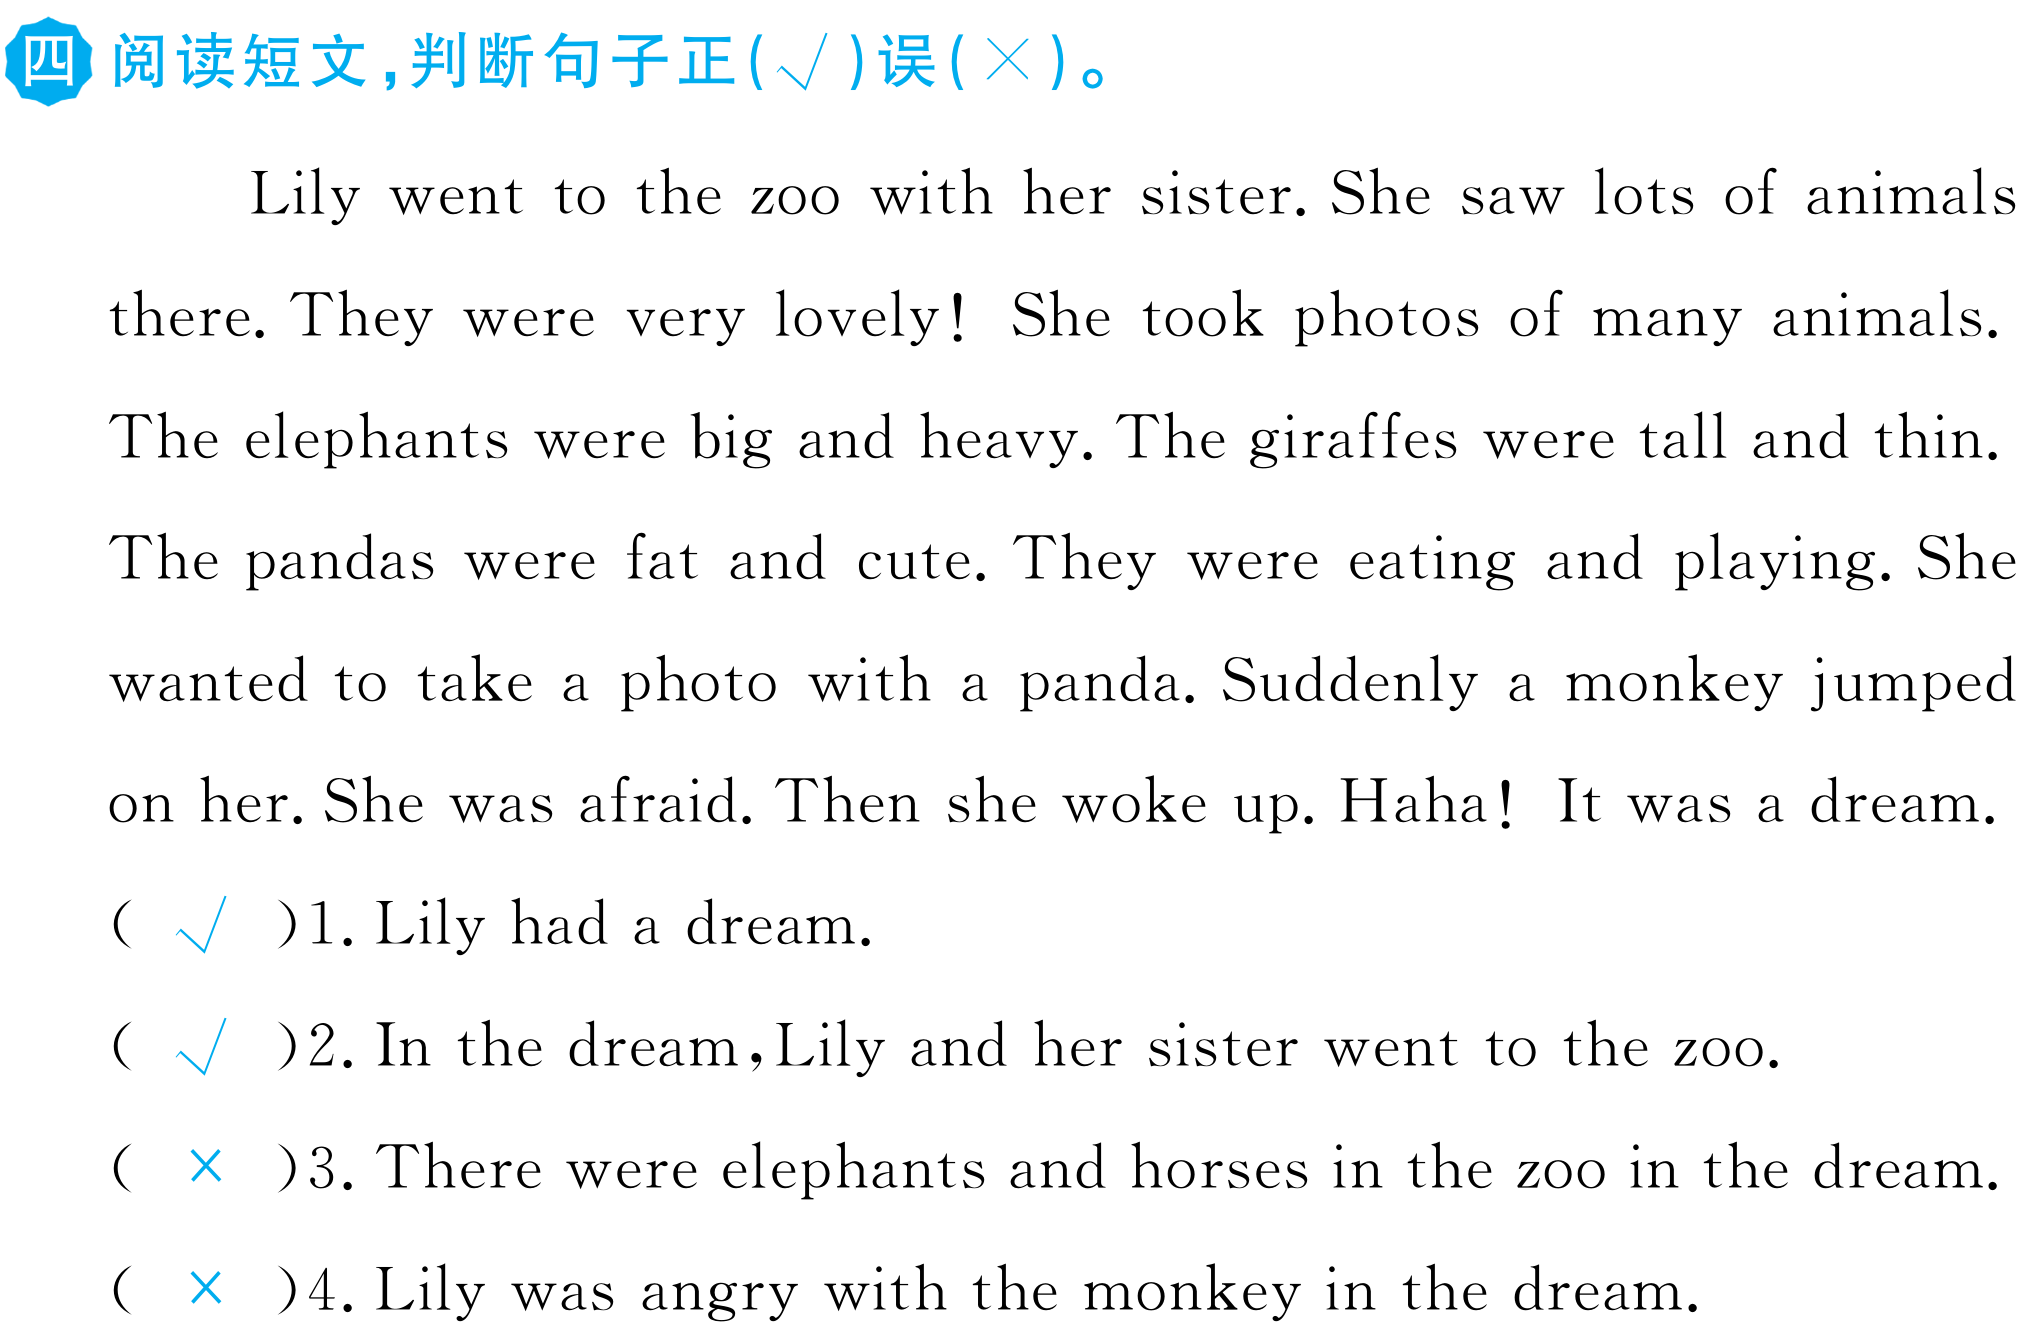 四 阅读短文,判断句子正(√)误(×)。
Lily went to the zoo with her sister. She saw lots of animals
there. They were very lovely! She took photos of many animals.
The elephants were big and heavy. The giraffes were tall and thin.
The pandas were fat and cute. They were eating and playing. She
wanted to take a photo with a panda. Suddenly a monkey jumped
on her. She was afraid. Then she woke up. Haha! It was a dream.
( √ )1. Lily had a dream.
( √ )2. In the dream,Lily and her sister went to the zoo.
( × )3. There were elephants and horses in the zoo in the dream.
( × )4. Lily was angry with the monkey in the dream.